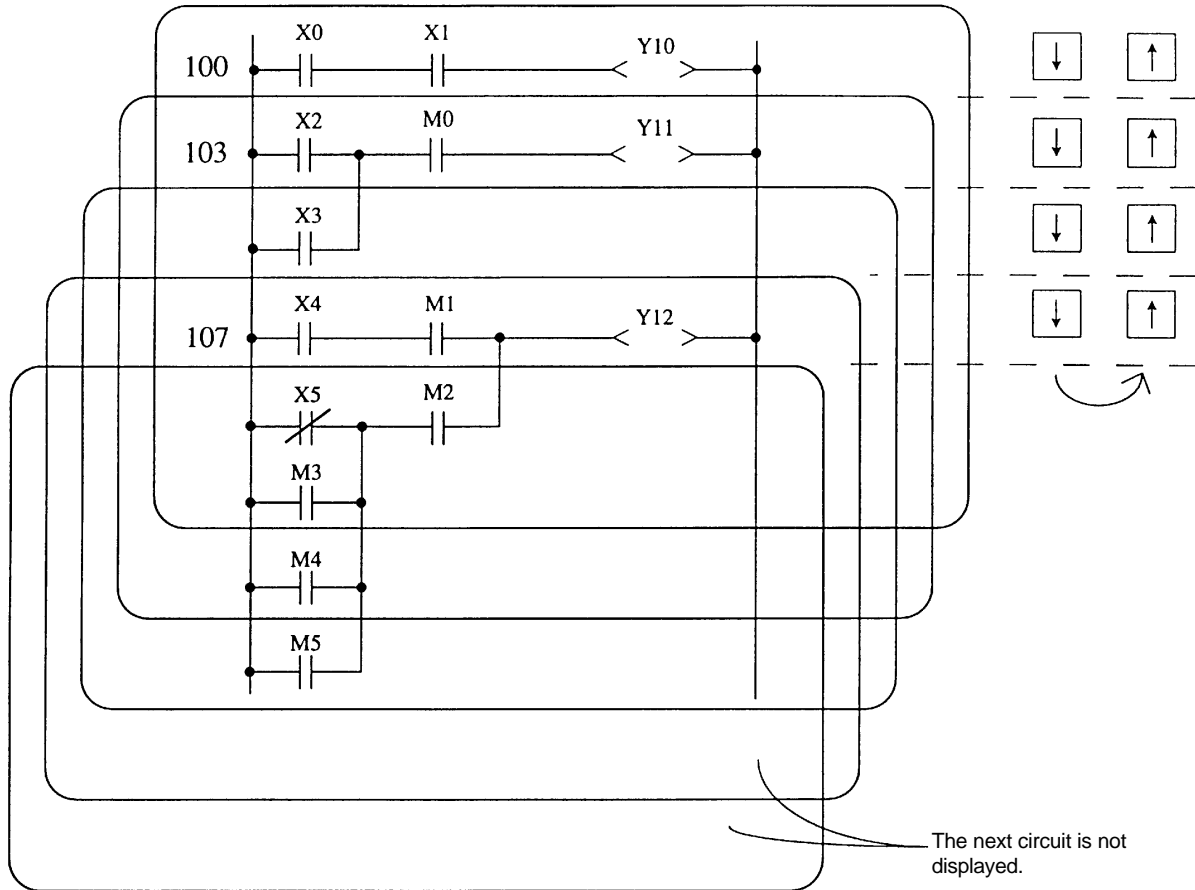 X0 X1 Y10
100
X2 M0 Y11
103
X3
X4 M1 Y12
107
X5 M2
M3
M4
M5
The next circuit is not
displayed.